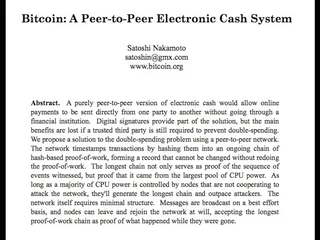 Bitcoin: A Peer-to-Peer Electronic Cash System
Satoshi Nakamoto
satoshin@gmx.com
www.bitcoin.org
Abstract. A purely peer-to-peer version of electronic cash would allow online
payments to be sent directly from one party to another without going through a
financial institution. Digital signatures provide part of the solution, but the main
benefits are lost if a trusted third party is still required to prevent double-spending.
We propose a solution to the double-spending problem using a peer-to-peer network.
The network timestamps transactions by hashing them into an ongoing chain of
hash-based proof-of-work, forming a record that cannot be changed without redoing
the proof-of-work. The longest chain not only serves as proof of the sequence of
events witnessed, but proof that it came from the largest pool of CPU power. As
long as a majority of CPU power is controlled by nodes that are not cooperating to
attack the network, they'll generate the longest chain and outpace attackers. The
network itself requires minimal structure. Messages are broadcast on a best effort
basis, and nodes can leave and rejoin the network at will, accepting the longest
proof-of-work chain as proof of what happened while they were gone.